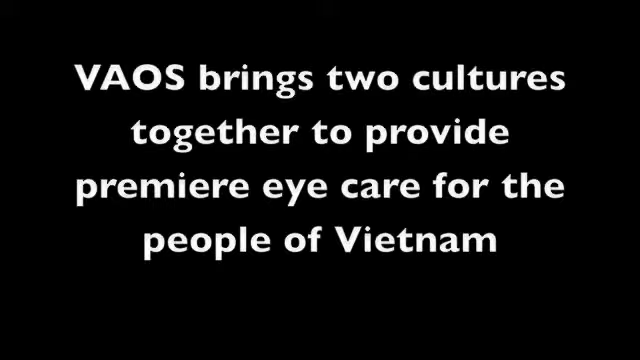 VAOS brings two cultures
together to provide
premiere eye care for the
people of Vietnam